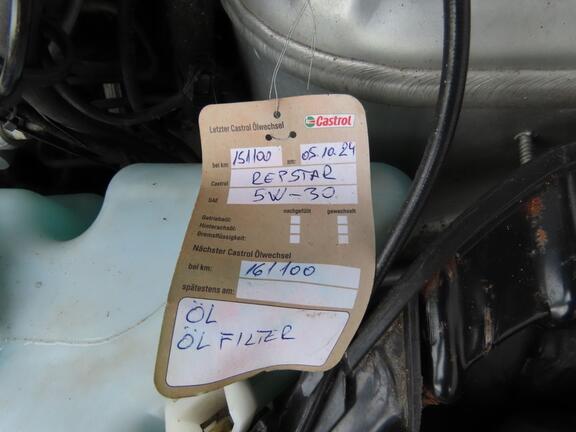 Letzter Castrol Ölwechsel Castrol
bei km: 151100 am: 05.10.24
Castrol REPSTAR
SAE 5W-30
nachgefüllt gewechselt
Getriebeöl:
Hinterachsöl:
Bremsflüssigkeit:
Nächster Castrol Ölwechsel
bei km: 161100
spätestens am:
ÖL
ÖL FILTER